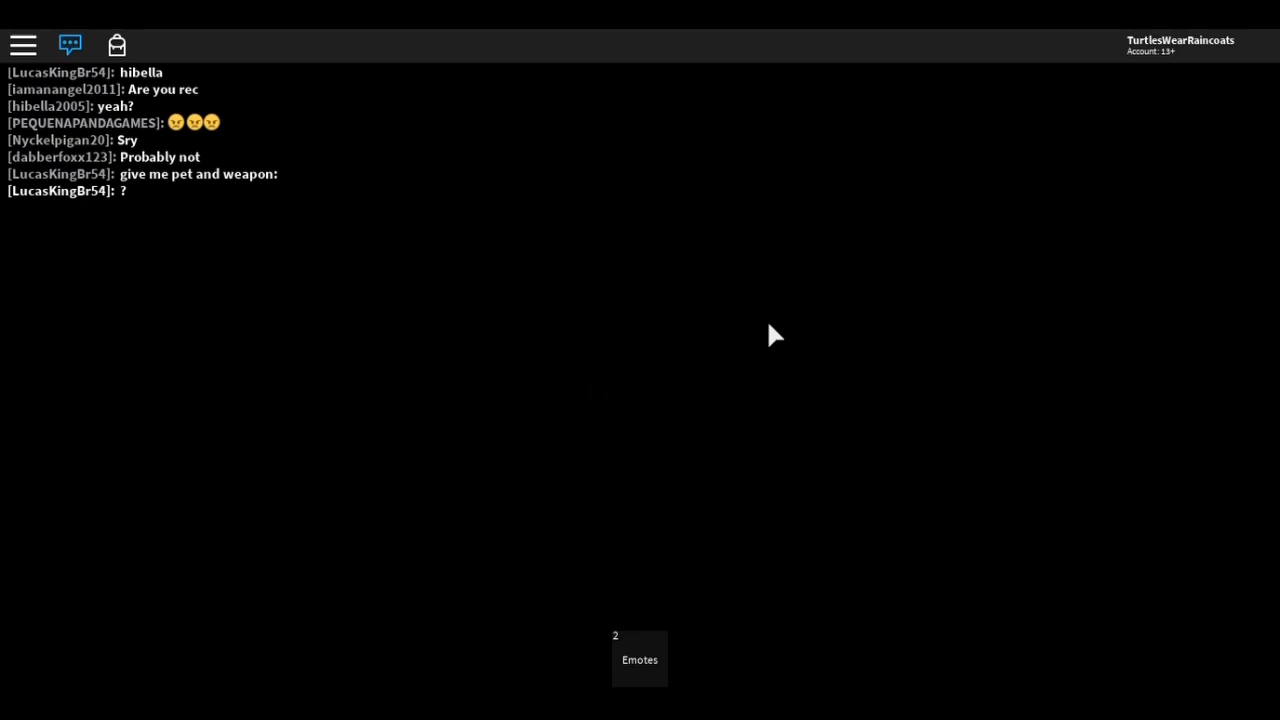 TurtlesWearRaincoats
Account: 13+
[LucasKingBr54]: hibella
[iamanangel2011]: Are you rec
[hibella2005]: yeah?
[PEQUENAPANDAGAMES]: 😠😠😠
[Nyckelpigan20]: Sry
[dabberfoxx123]: Probably not
[LucasKingBr54]: give me pet and weapon:
[LucasKingBr54]: ?
2
Emotes